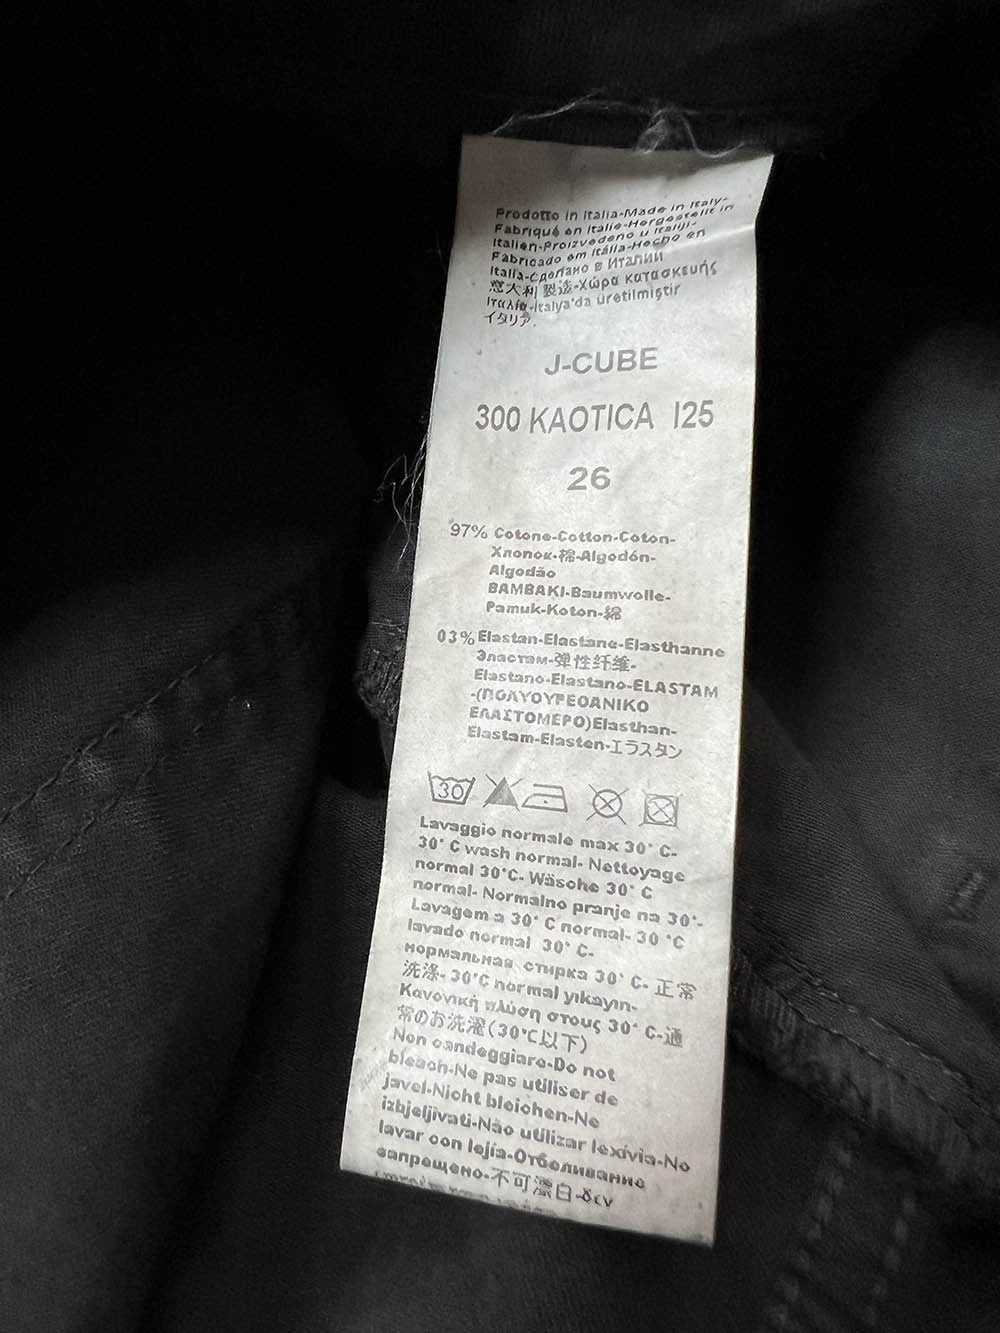 Prodotto in Italia-Made in Italy-
Fabriqué en Italie-Hergestellt in
Italien-Proizvedeno u Italiji-
Fabricado em Itália-Hecho en
Italia-Сделано в Италии
意大利 製造-Χώρα κατασκευής
Ιταλία-Italya'da üretilmiştir
イタリア.
J-CUBE
300 KAOTICA I25
26
97% Cotone-Cotton-Coton-
Хлопок-棉-Algodón-
Algodão
BAMBAKI-Baumwolle-
Pamuk-Koton-綿
03% Elastan-Elastane-Elasthanne
Эластам-弹性纤维-
Elastano-Elastano-ELASTAM
-(ΠΟΛΥΟΥΡΕΘΑΝΙΚΟ
ΕΛΑΣΤΟΜΕΡΟ)Elasthan-
Elastam-Elasten-エラスタン
30
Lavaggio normale max 30° C-
30° C wash normal- Nettoyage
normal 30°C- Wäsche 30° C
normal- Normalno pranje na 30°-
Lavagem a 30° C normal- 30 °C
lavado normal 30° C-
нормальная стирка 30° C- 正常
洗涤- 30°C normal yıkayın-
Κανονική πλύση στους 30° C-通
常のお洗濯(30℃以下)
Non candeggiare-Do not
bleach-Ne pas utiliser de
javel-Nicht bleichen-Ne
izbjeljivati-Não utilizar lexívia-No
lavar con lejía-Отбеливание
запрещено-不可漂白-δεν